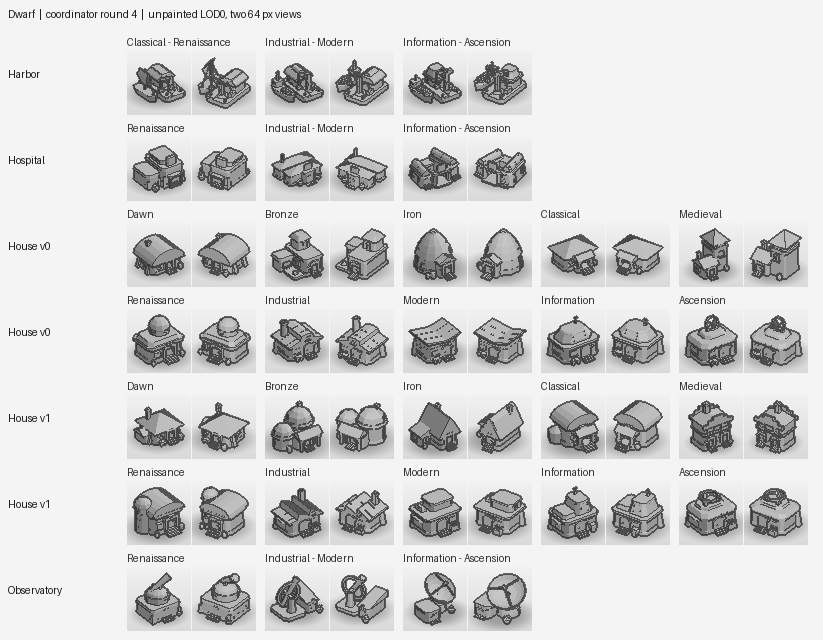 Dwarf | coordinator round 4 | unpainted LOD0, two 64 px views
Classical - Renaissance Industrial - Modern Information - Ascension
Harbor
Renaissance Industrial - Modern Information - Ascension
Hospital
Dawn Bronze Iron Classical Medieval
House v0
Renaissance Industrial Modern Information Ascension
House v0
Dawn Bronze Iron Classical Medieval
House v1
Renaissance Industrial Modern Information Ascension
House v1
Renaissance Industrial - Modern Information - Ascension
Observatory